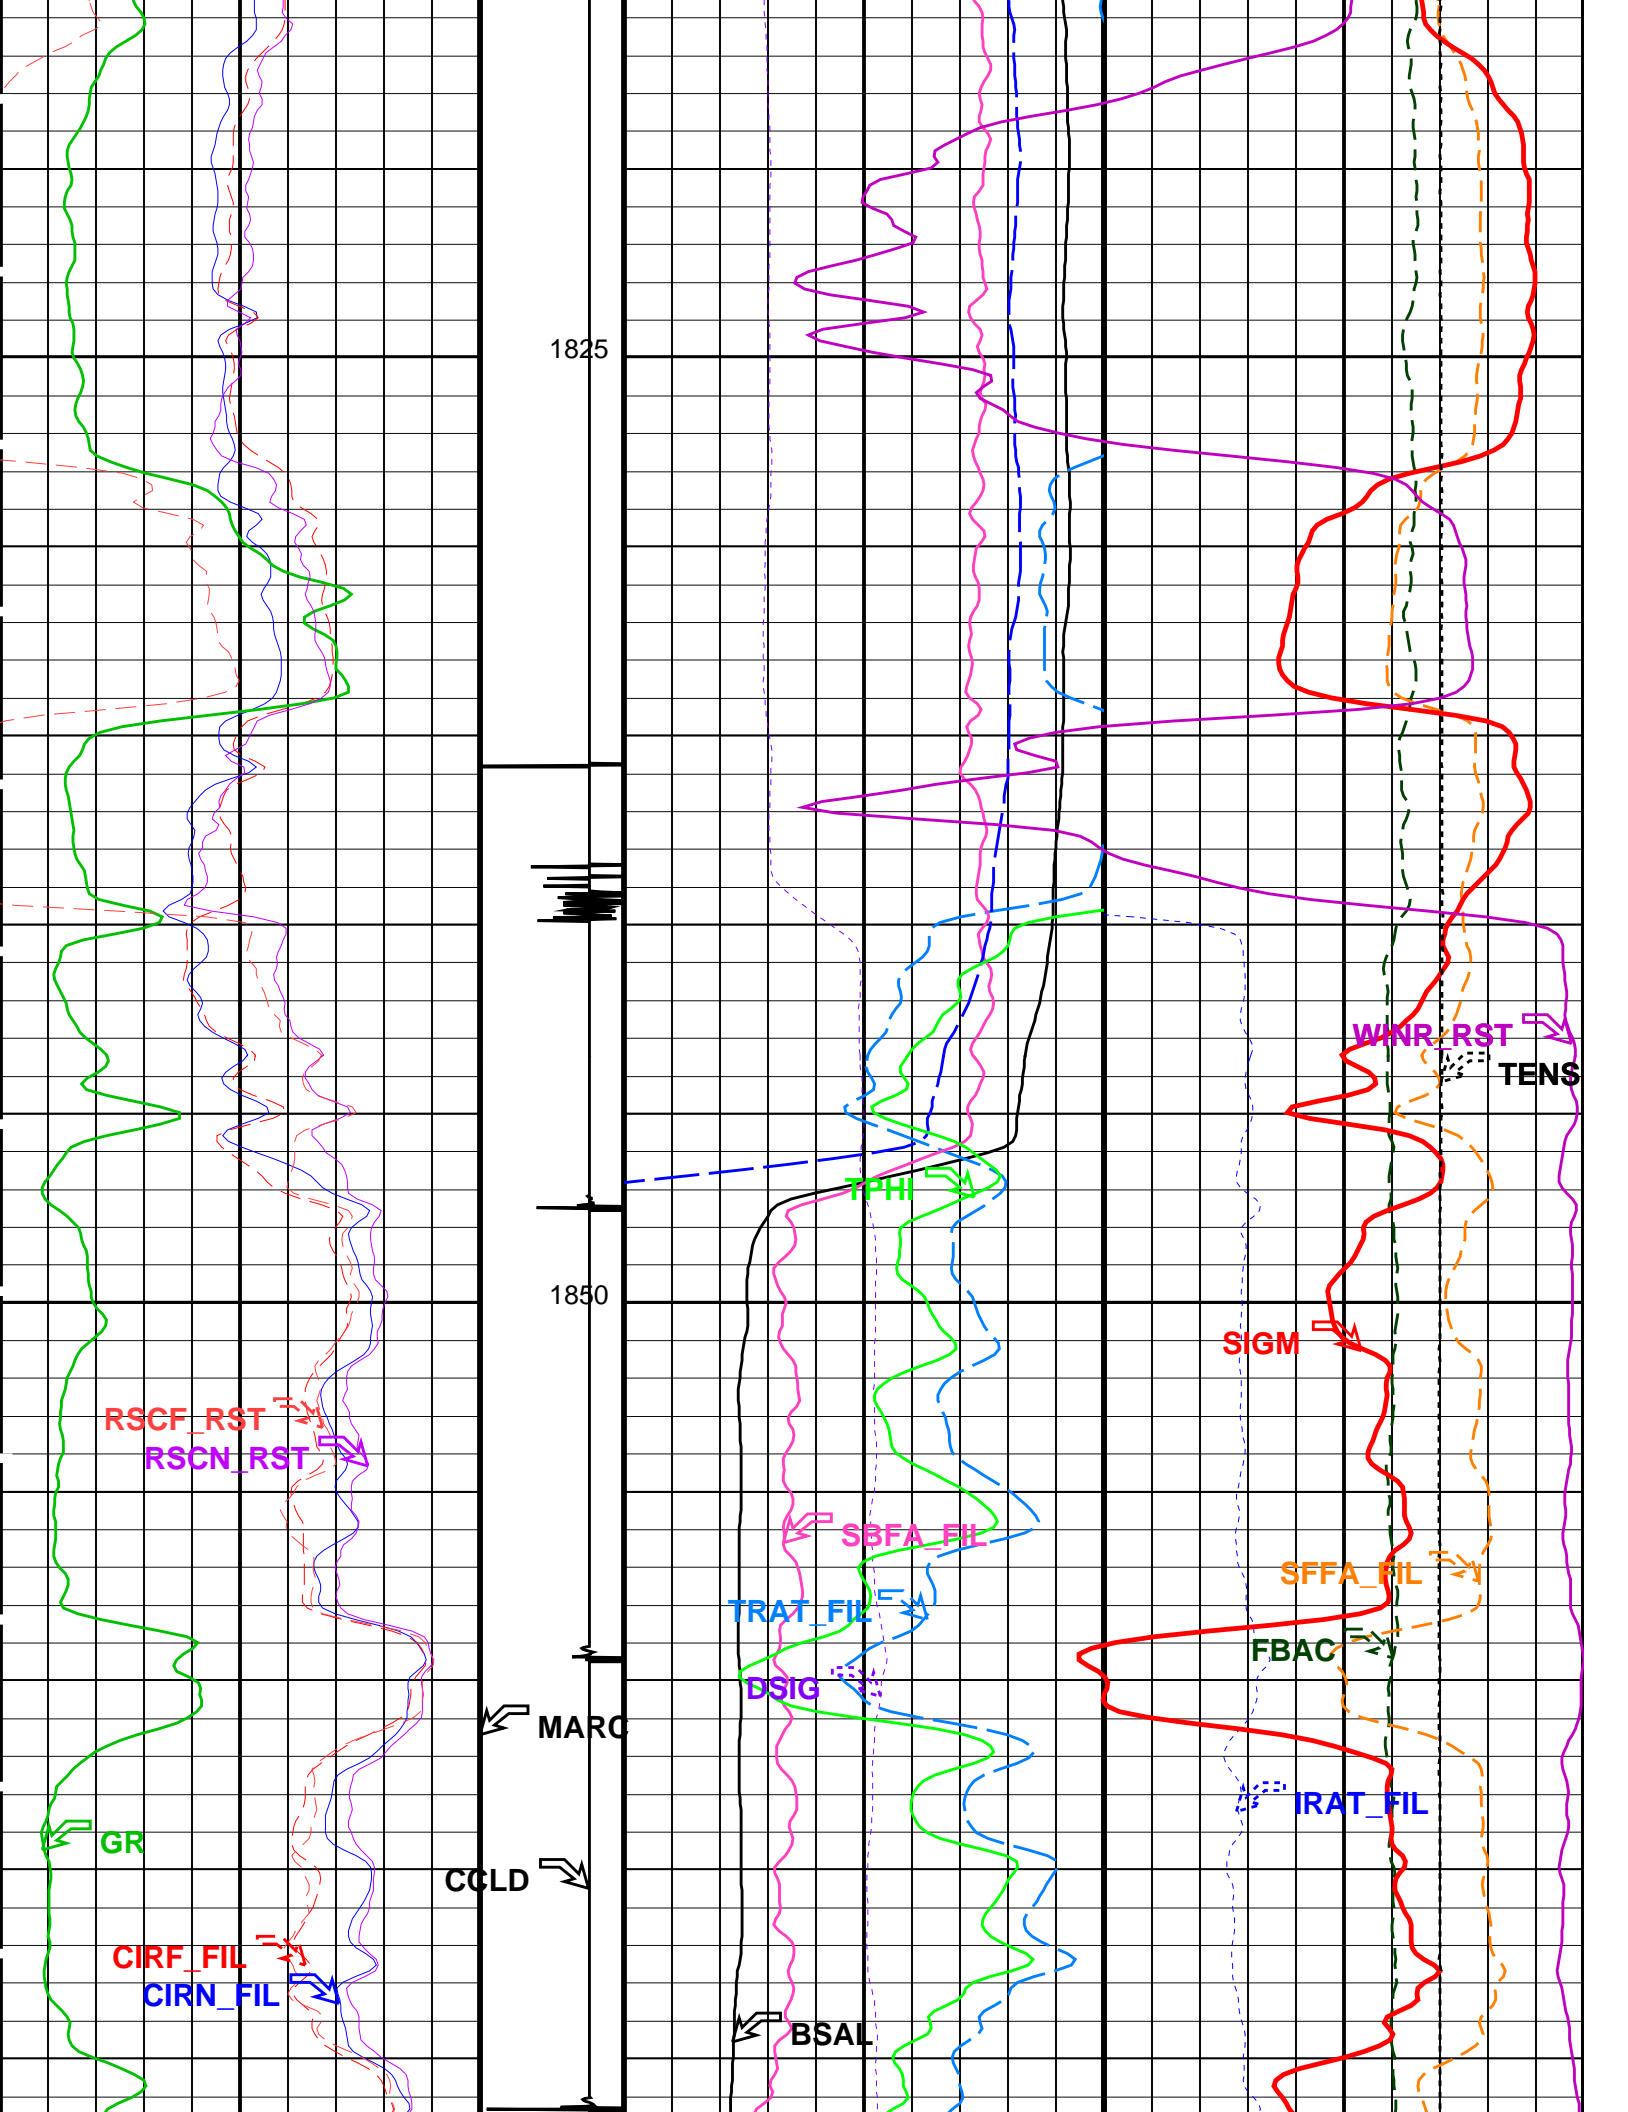 1825
WINR_RST
TENS
TPHI
1850
SIGM
RSCF_RST
RSCN_RST
SBFA_FIL
SFFA_FIL
TRAT_FIL
FBAC
DSIG
MARC
IRAT_FIL
GR
CCLD
CIRF_FIL
CIRN_FIL
BSAL